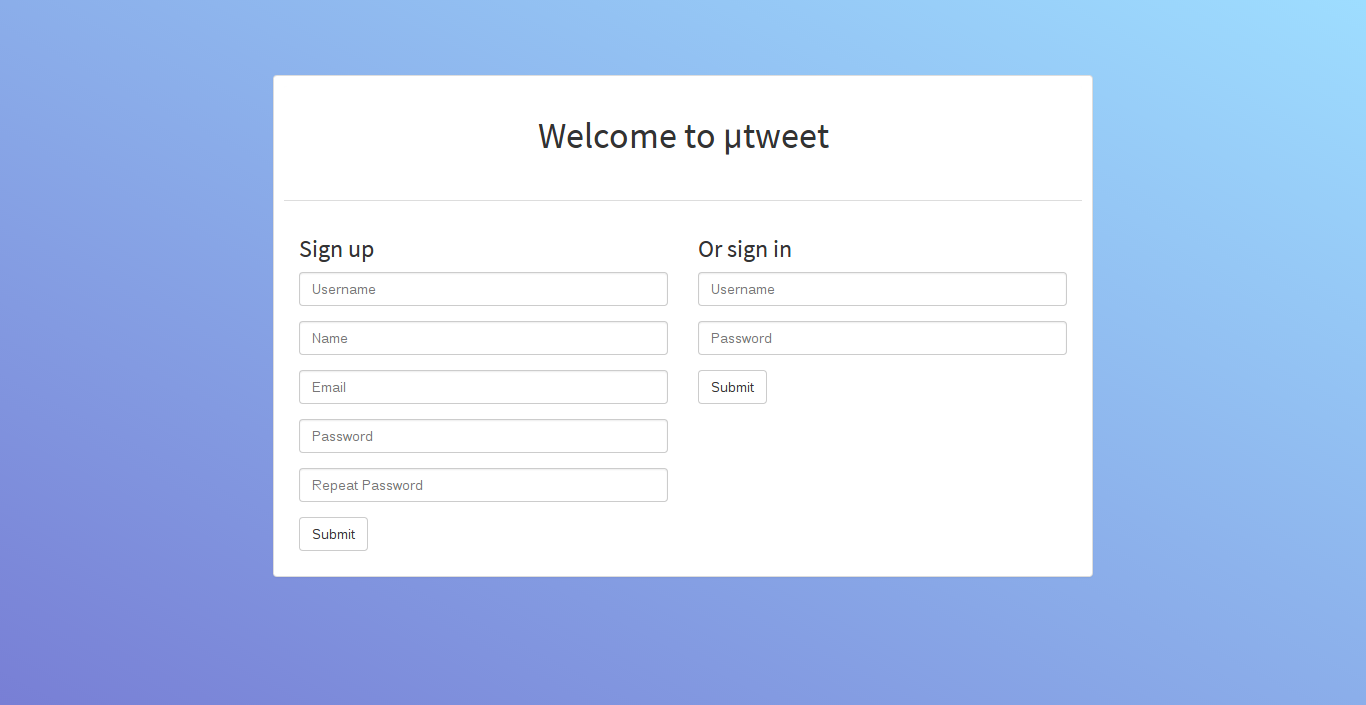 Welcome to µtweet
Sign up
Username
Name
Email
Password
Repeat Password
Submit
Or sign in
Username
Password
Submit